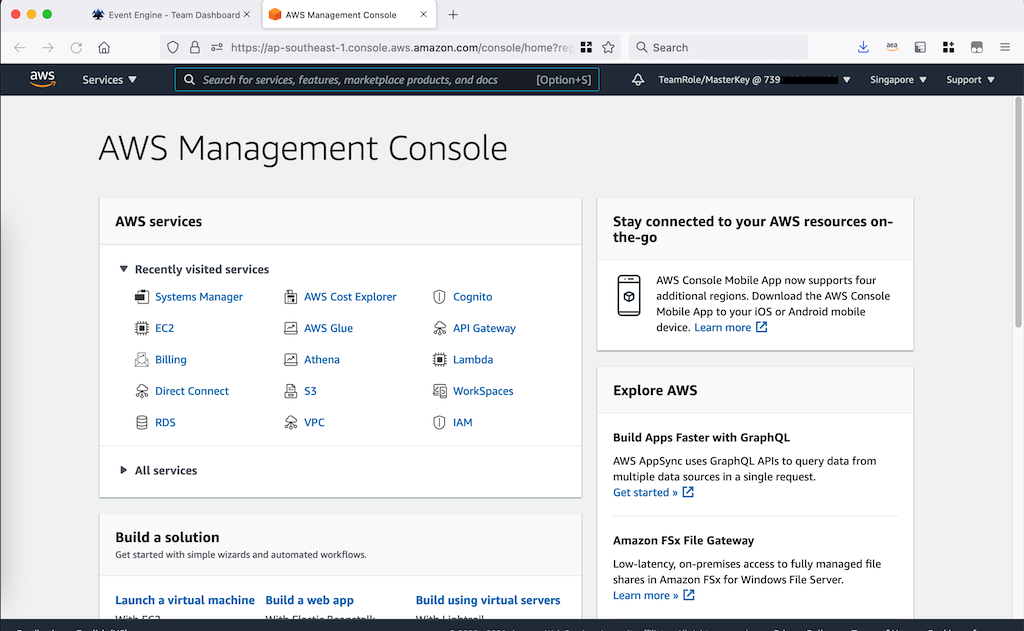 Event Engine - Team Dashboard
AWS Management Console
https://ap-southeast-1.console.aws.amazon.com/console/home?re
Search
aea
aws
Services
Search for services, features, marketplace products, and docs
[Option+S]
TeamRole/MasterKey @ 739
Singapore
Support
AWS Management Console
AWS services
Recently visited services
Systems Manager
AWS Cost Explorer
Cognito
EC2
AWS Glue
API Gateway
Billing
Athena
Lambda
Direct Connect
S3
WorkSpaces
RDS
VPC
IAM
All services
Build a solution
Get started with simple wizards and automated workflows.
Launch a virtual machine
Build a web app
Build using virtual servers
Stay connected to your AWS resources on-
the-go
AWS Console Mobile App now supports four
additional regions. Download the AWS Console
Mobile App to your iOS or Android mobile
device. Learn more
Explore AWS
Build Apps Faster with GraphQL
AWS AppSync uses GraphQL APIs to query data from
multiple data sources in a single request.
Get started »
Amazon FSx File Gateway
Low-latency, on-premises access to fully managed file
shares in Amazon FSx for Windows File Server.
Learn more »